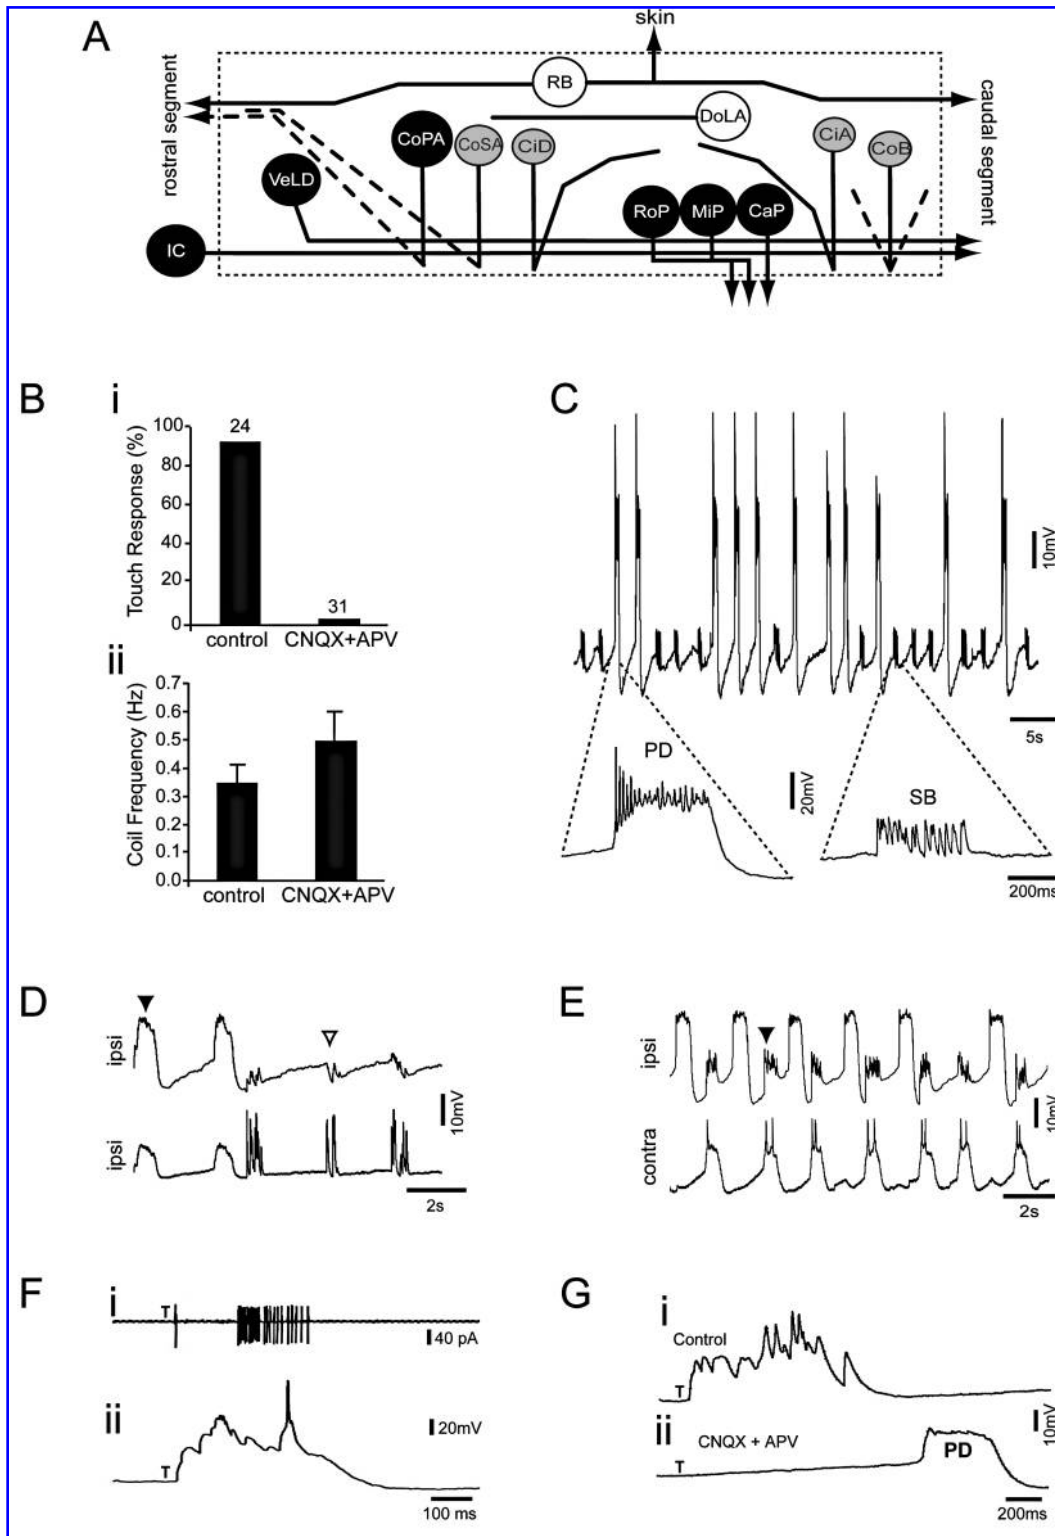 A
skin
rostral segment
caudal segment
RB
DoLA
CoPA
CoSA
CiD
CiA
CoB
VeLD
RoP
MiP
CaP
IC
B
i
Touch Response (%)
100
80
60
40
20
0
24
31
control
CNQX+APV
ii
Coil Frequency (Hz)
0.7
0.6
0.5
0.4
0.3
0.2
0.1
0.0
control
CNQX+APV
C
10mV
5s
PD
20mV
SB
200ms
D
ipsi
ipsi
10mV
2s
E
ipsi
contra
10mV
2s
F
i
T
40 pA
ii
T
20mV
100 ms
G
i
Control
T
ii
CNQX + APV
T
PD
10mV
200ms